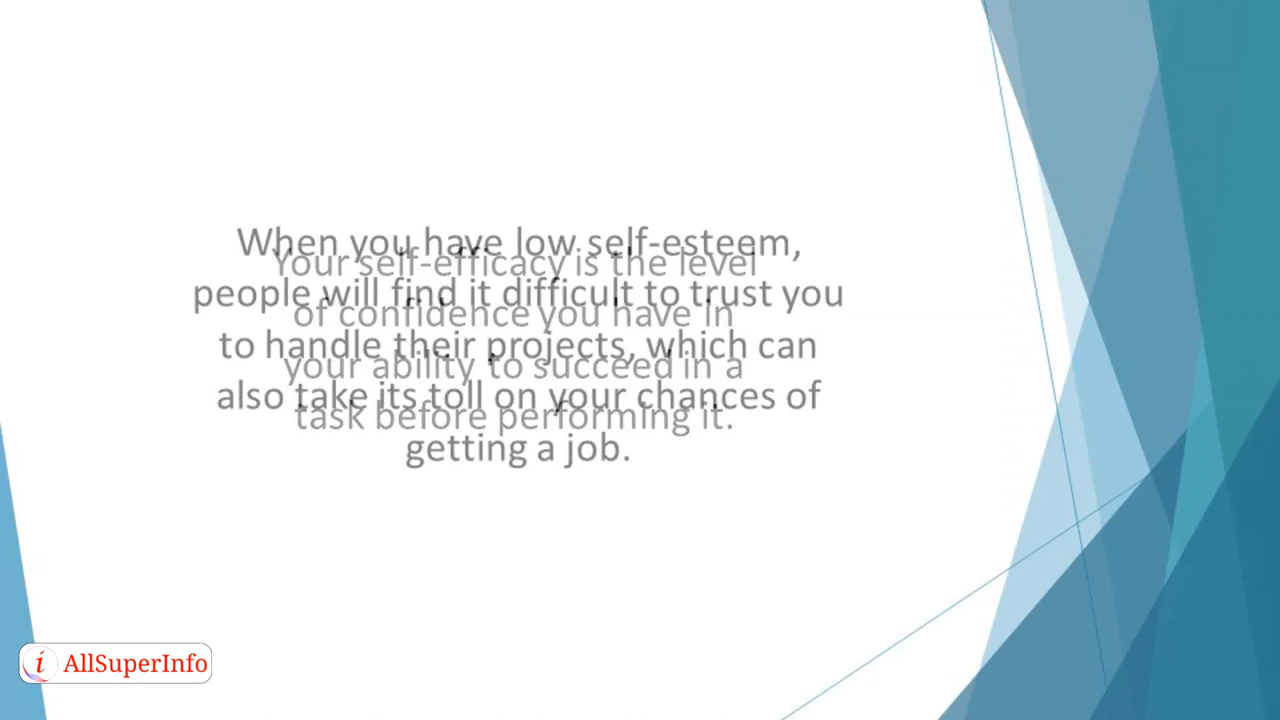 When you have low self-esteem,
people will find it difficult to trust you
to handle their projects, which can
also take its toll on your chances of
getting a job.
Your self-efficacy is the level
of confidence you have in
your ability to succeed in a
task before performing it.
i AllSuperInfo